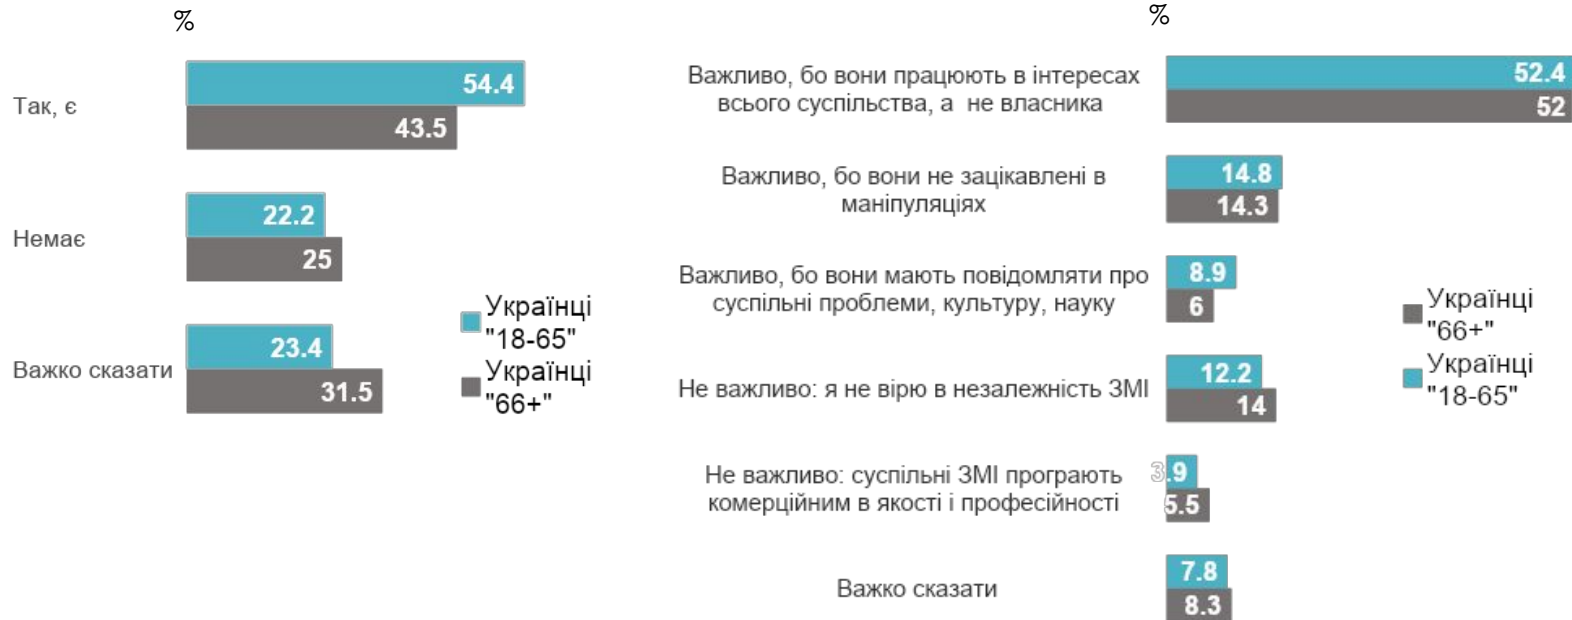 %
Так, є
54.4
43.5
Немає
22.2
25
Важко сказати
23.4
31.5
Українці
"18-65"
Українці
"66+"
%
Важливо, бо вони працюють в інтересах
всього суспільства, а не власника
52.4
52
Важливо, бо вони не зацікавлені в
маніпуляціях
14.8
14.3
Важливо, бо вони мають повідомляти про
суспільні проблеми, культуру, науку
8.9
6
Не важливо: я не вірю в незалежність ЗМІ
12.2
14
Не важливо: суспільні ЗМІ програють
комерційним в якості і професійності
3.9
5.5
Важко сказати
7.8
8.3
Українці
"66+"
Українці
"18-65"